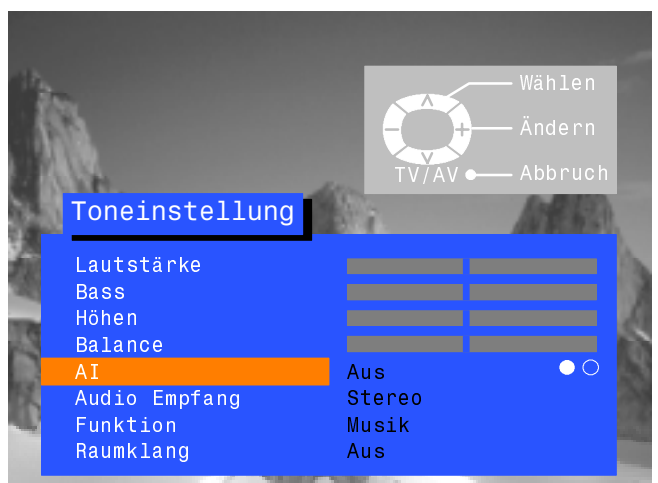 Wählen
Ändern
TV/AV Abbruch
Toneinstellung
Lautstärke
Bass
Höhen
Balance
AI Aus
Audio Empfang Stereo
Funktion Musik
Raumklang Aus